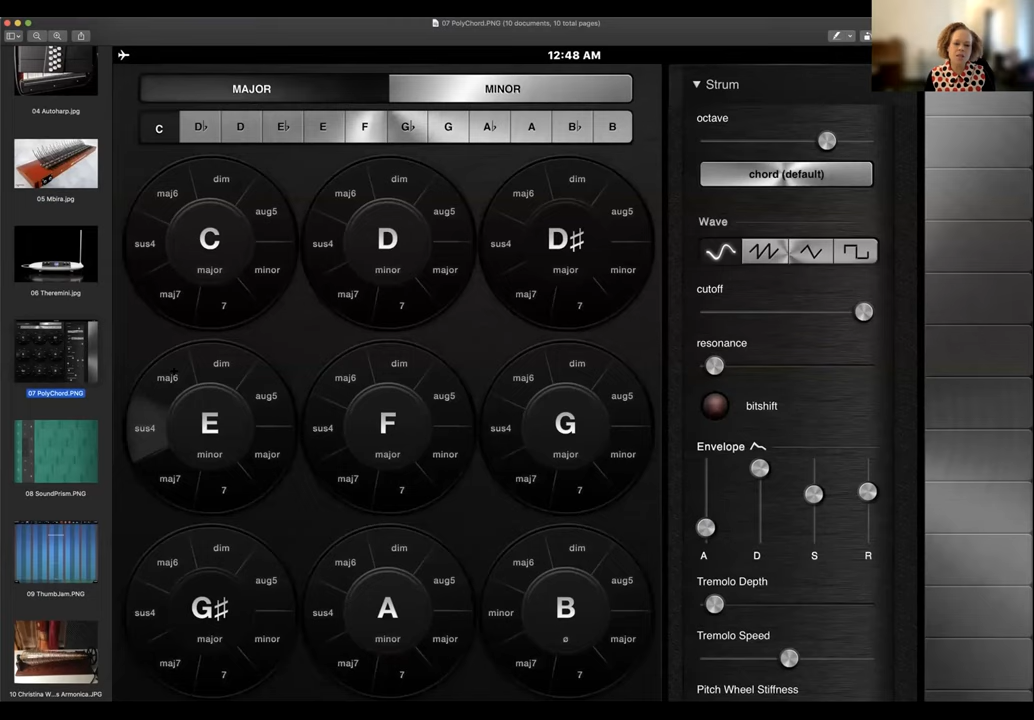 07 PolyChord.PNG (10 documents, 10 total pages)
12:48 AM
MAJOR MINOR
C D♭ D E♭ E F G♭ G A♭ A B♭ B
dim
maj6
aug5
sus4
C
major
minor
maj7
7
dim
maj6
aug5
sus4
D
minor
major
maj7
7
dim
maj6
aug5
sus4
D♯
major
minor
maj7
7
dim
maj6
aug5
sus4
E
minor
major
maj7
7
dim
maj6
aug5
sus4
F
major
minor
maj7
7
dim
maj6
aug5
sus4
G
major
minor
maj7
7
dim
maj6
aug5
sus4
G♯
major
minor
maj7
7
dim
maj6
aug5
sus4
A
minor
major
maj7
7
dim
maj6
aug5
minor
B
ø
major
maj7
7
Strum
octave
chord (default)
Wave
cutoff
resonance
bitshift
Envelope
A D S R
Tremolo Depth
Tremolo Speed
Pitch Wheel Stiffness
04 Autoharp.jpg
05 Mbira.jpg
06 Theremini.jpg
07 PolyChord.PNG
08 SoundPrism.PNG
09 ThumbJam.PNG
10 Christina W...s Armonica.JPG